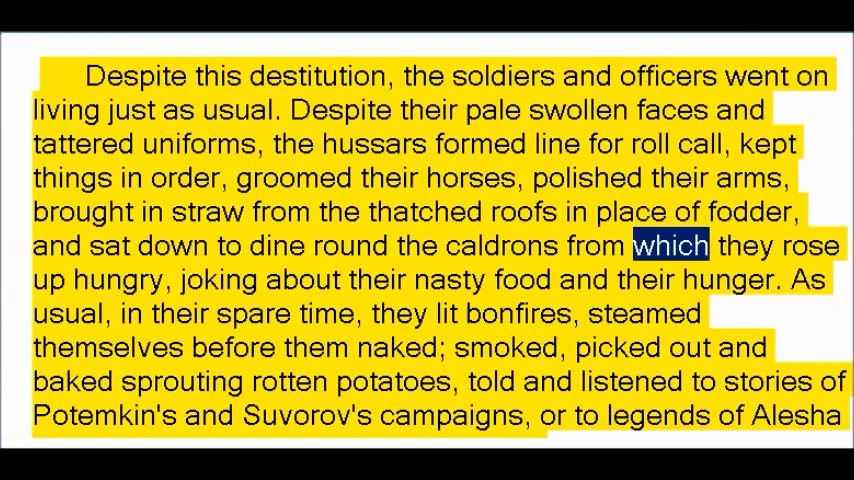 Despite this destitution, the soldiers and officers went on
living just as usual. Despite their pale swollen faces and
tattered uniforms, the hussars formed line for roll call, kept
things in order, groomed their horses, polished their arms,
brought in straw from the thatched roofs in place of fodder,
and sat down to dine round the caldrons from which they rose
up hungry, joking about their nasty food and their hunger. As
usual, in their spare time, they lit bonfires, steamed
themselves before them naked; smoked, picked out and
baked sprouting rotten potatoes, told and listened to stories of
Potemkin's and Suvorov's campaigns, or to legends of Alesha